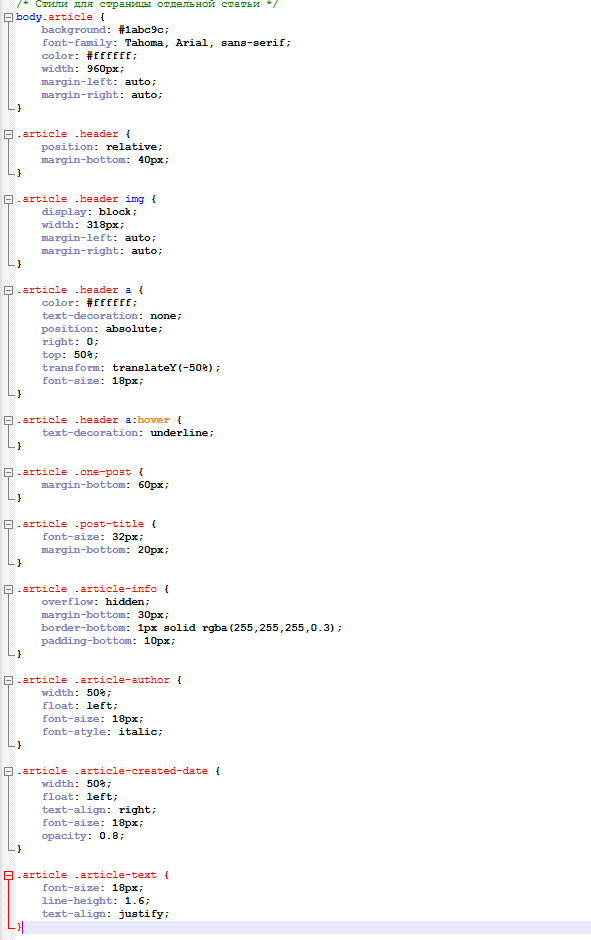 /* Стили для страницы отдельной статьи */
body.article {
    background: #1abc9c;
    font-family: Tahoma, Arial, sans-serif;
    color: #ffffff;
    width: 960px;
    margin-left: auto;
    margin-right: auto;
}

.article .header {
    position: relative;
    margin-bottom: 40px;
}

.article .header img {
    display: block;
    width: 318px;
    margin-left: auto;
    margin-right: auto;
}

.article .header a {
    color: #ffffff;
    text-decoration: none;
    position: absolute;
    right: 0;
    top: 50%;
    transform: translateY(-50%);
    font-size: 18px;
}

.article .header a:hover {
    text-decoration: underline;
}

.article .one-post {
    margin-bottom: 60px;
}

.article .post-title {
    font-size: 32px;
    margin-bottom: 20px;
}

.article .article-info {
    overflow: hidden;
    margin-bottom: 30px;
    border-bottom: 1px solid rgba(255,255,255,0.3);
    padding-bottom: 10px;
}

.article .article-author {
    width: 50%;
    float: left;
    font-size: 18px;
    font-style: italic;
}

.article .article-created-date {
    width: 50%;
    float: left;
    text-align: right;
    font-size: 18px;
    opacity: 0.8;
}

.article .article-text {
    font-size: 18px;
    line-height: 1.6;
    text-align: justify;
}